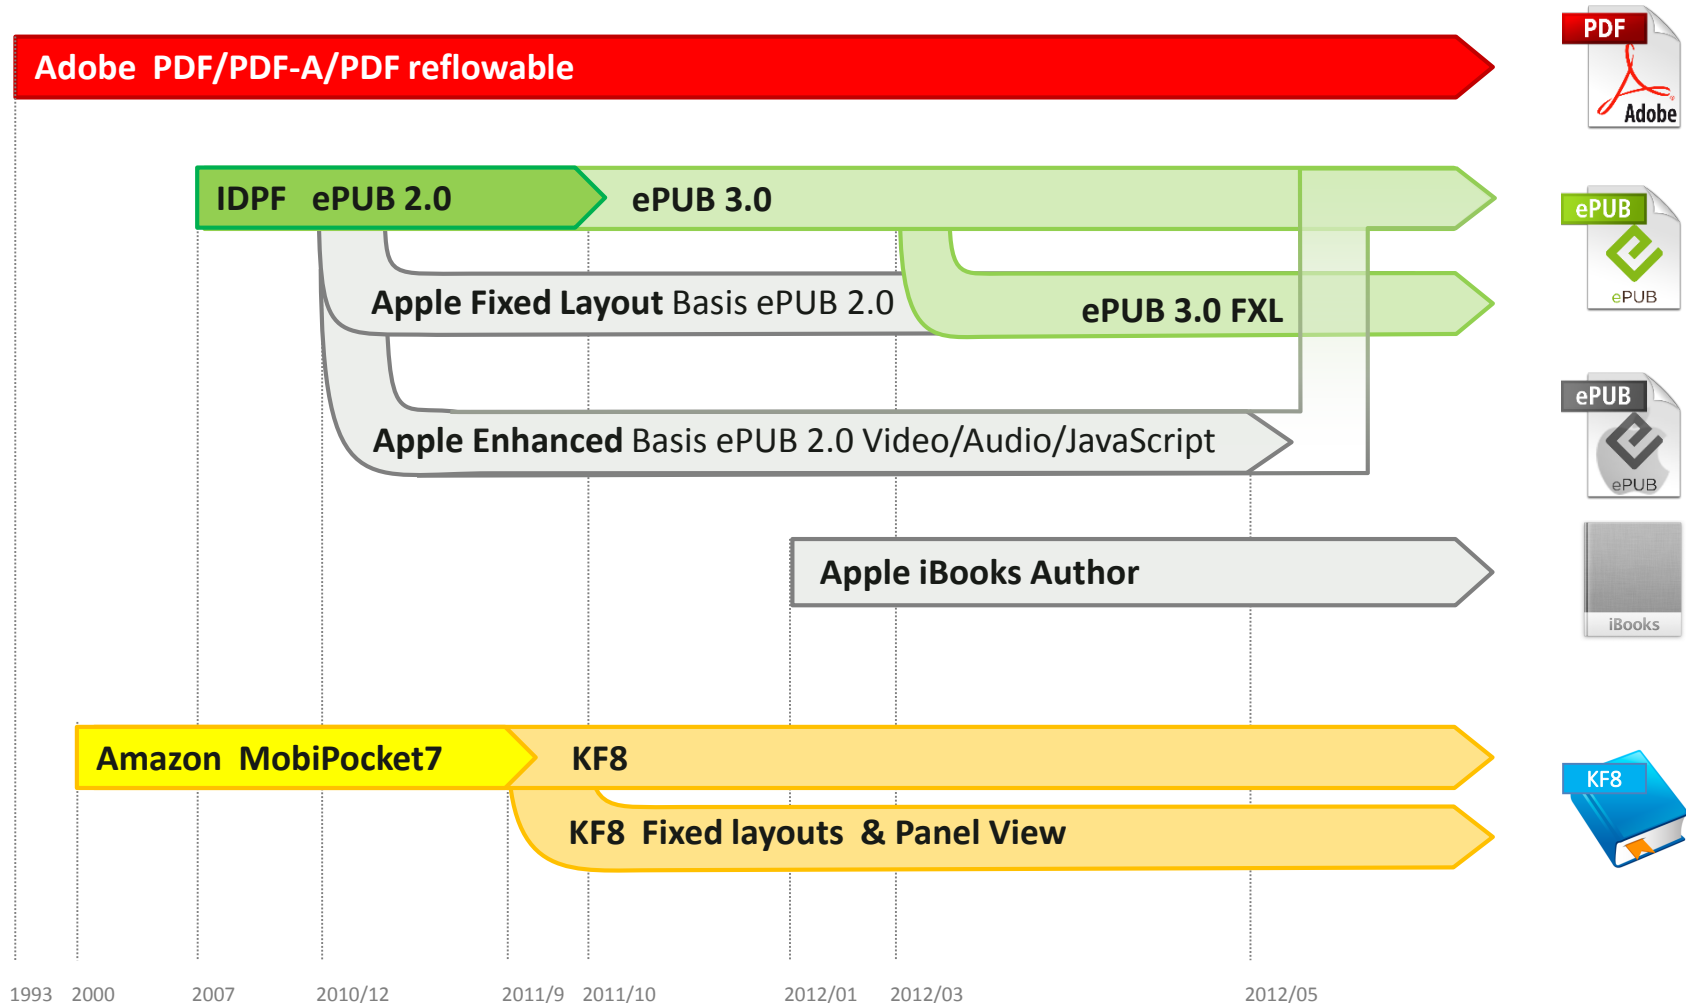 PDF
Adobe PDF/PDF-A/PDF reflowable
Adobe
IDPF ePUB 2.0
ePUB 3.0
ePUB
ePUB
Apple Fixed Layout Basis ePUB 2.0
ePUB 3.0 FXL
ePUB
Apple Enhanced Basis ePUB 2.0 Video/Audio/JavaScript
ePUB
Apple iBooks Author
iBooks
Amazon MobiPocket7
KF8
KF8
KF8 Fixed layouts & Panel View
1993 2000 2007 2010/12 2011/9 2011/10 2012/01 2012/03 2012/05